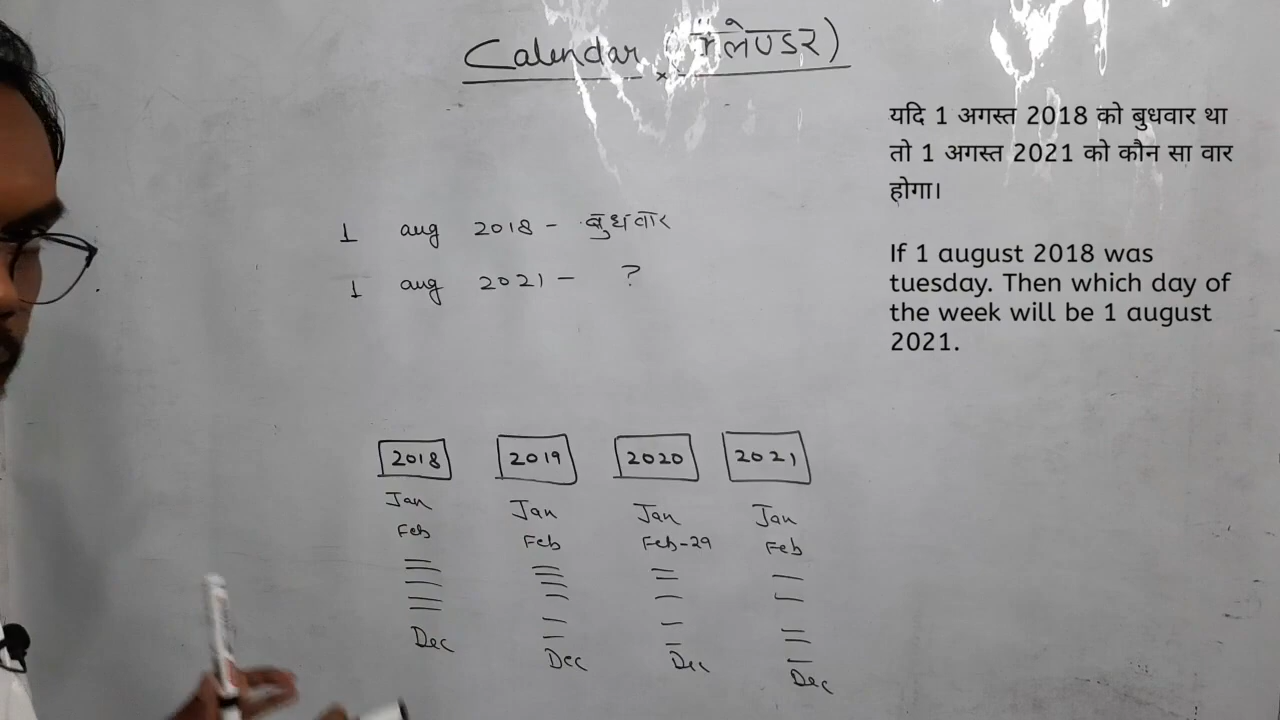 Calendar (कैलेण्डर)
यदि 1 अगस्त 2018 को बुधवार था
तो 1 अगस्त 2021 को कौन सा वार
होगा।
If 1 august 2018 was
tuesday. Then which day of
the week will be 1 august
2021.
1 aug 2018 - बुधवार
1 aug 2021 - ?
2018 2019 2020 2021
Jan Jan Jan Jan
Feb Feb Feb-29 Feb
Dec Dec Dec Dec